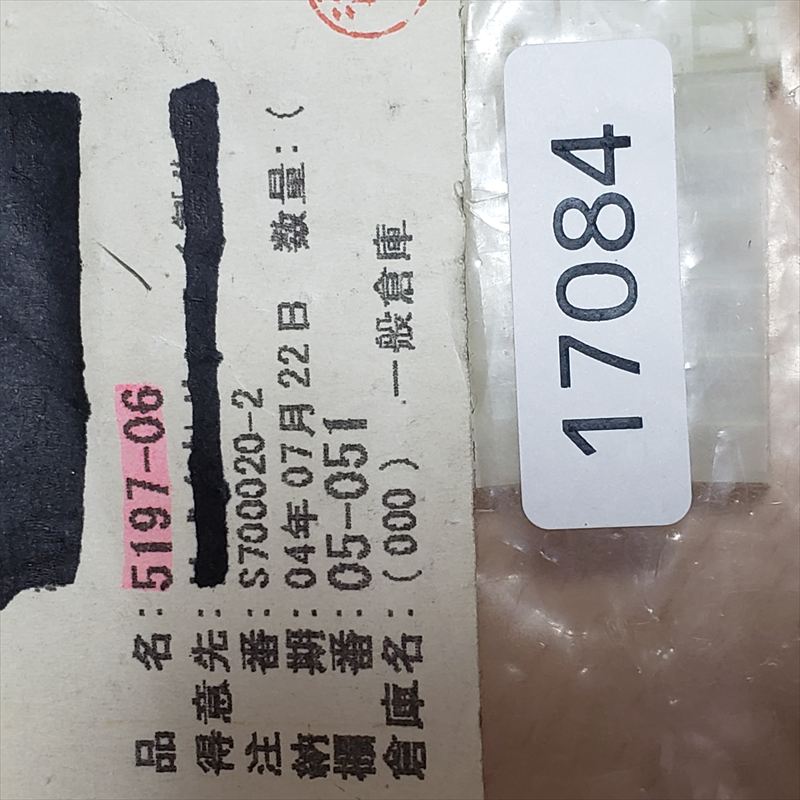 品　名：5197-06
得意先：
注　番：S700020-2
納　期：04年07月22日　数量：(
棚　番：05-051
倉庫名：(000) 一般倉庫
17084